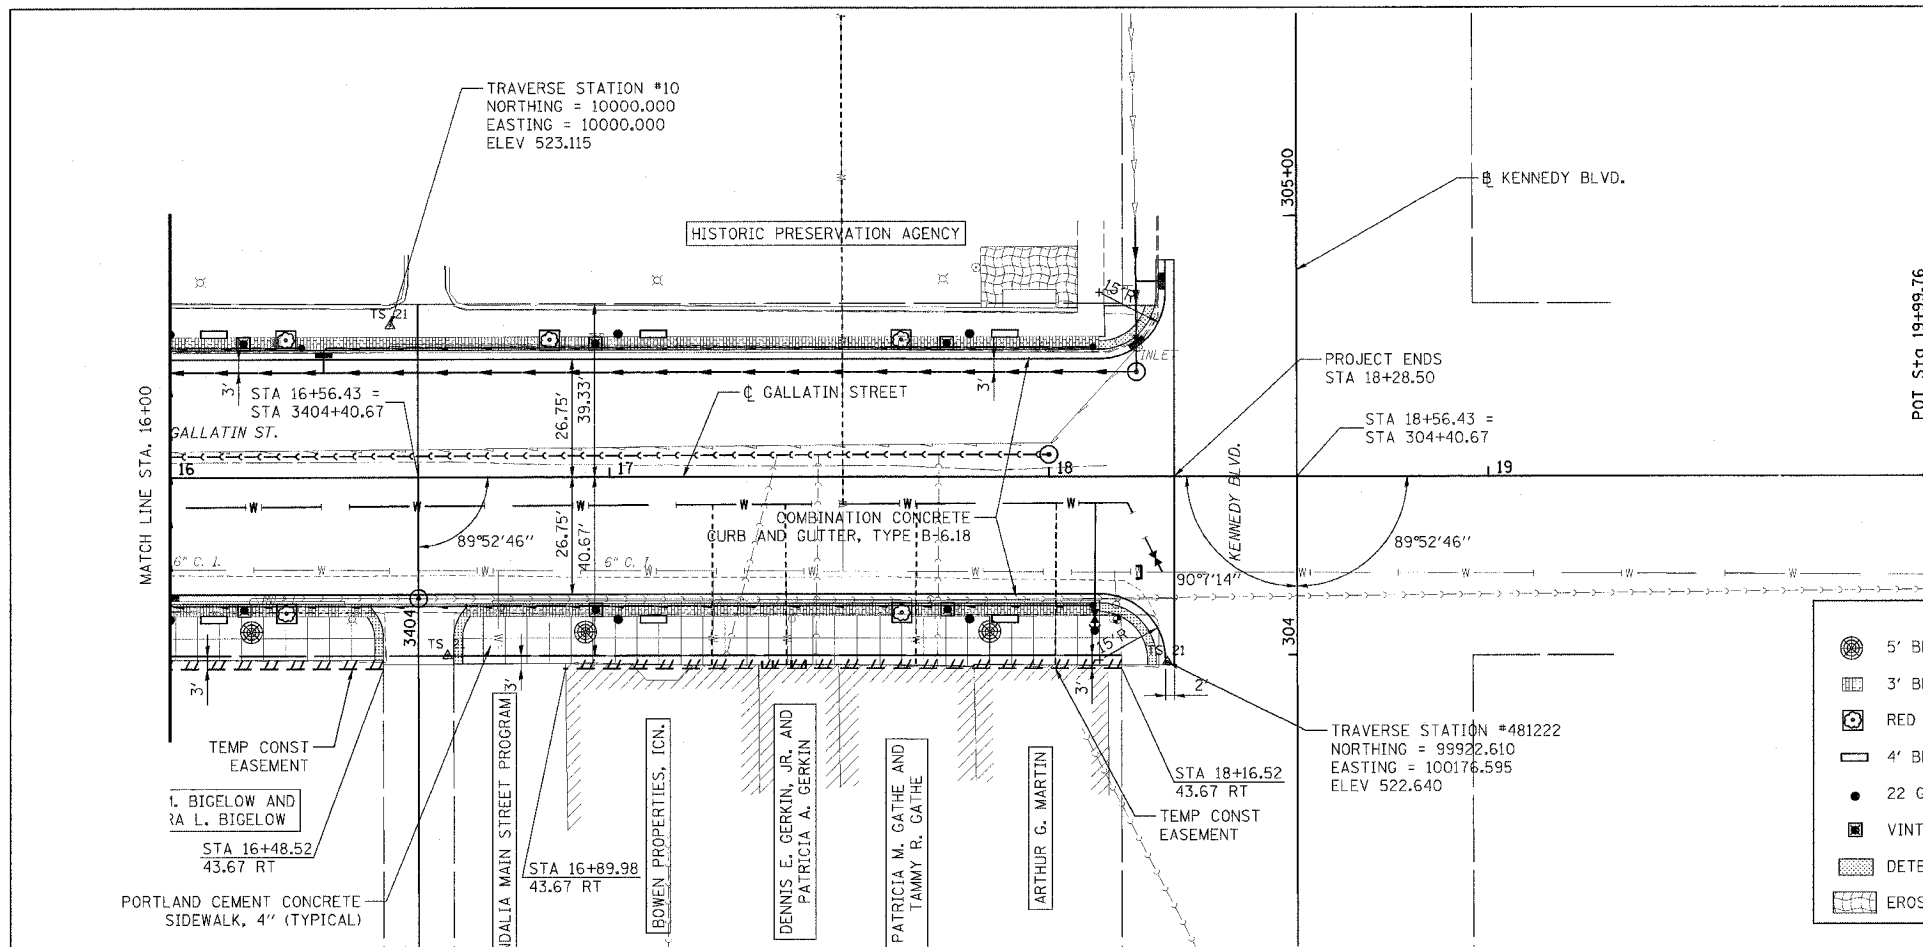 TRAVERSE STATION #10
NORTHING = 10000.000
EASTING = 10000.000
ELEV 523.115
305+00
℄ KENNEDY BLVD.
HISTORIC PRESERVATION AGENCY
TS 21
15'R
INLET
3'
3'
STA 16+56.43 =
STA 3404+40.67
26.75'
39.33'
℄ GALLATIN STREET
PROJECT ENDS
STA 18+28.50
STA 18+56.43 =
STA 304+40.67
POT Sta 19+99.76
MATCH LINE STA. 16+00
GALLATIN ST.
16
17
18
19
KENNEDY BLVD.
W
W
W
W
W
W
COMBINATION CONCRETE
CURB AND GUTTER, TYPE B-6.18
89°52'46"
26.75'
40.67'
89°52'46"
90°7'14"
6" C. I.
6" C. I.
W
W
W
W
W
W
W
W
W
W
3404
304
TS
15'R
TS 21
3'
3'
3'
2'
TEMP CONST
EASEMENT
M. BIGELOW AND
RA L. BIGELOW
STA 16+48.52
43.67 RT
PORTLAND CEMENT CONCRETE
SIDEWALK, 4" (TYPICAL)
NDALIA MAIN STREET PROGRAM
STA 16+89.98
43.67 RT
BOWEN PROPERTIES, ICN.
DENNIS E. GERKIN, JR. AND
PATRICIA A. GERKIN
PATRICIA M. GATHE AND
TAMMY R. GATHE
ARTHUR G. MARTIN
STA 18+16.52
43.67 RT
TEMP CONST
EASEMENT
TRAVERSE STATION #481222
NORTHING = 99922.610
EASTING = 100176.595
ELEV 522.640
5' B
3' B
RED
4' B
22 G
VINT
DETE
EROS